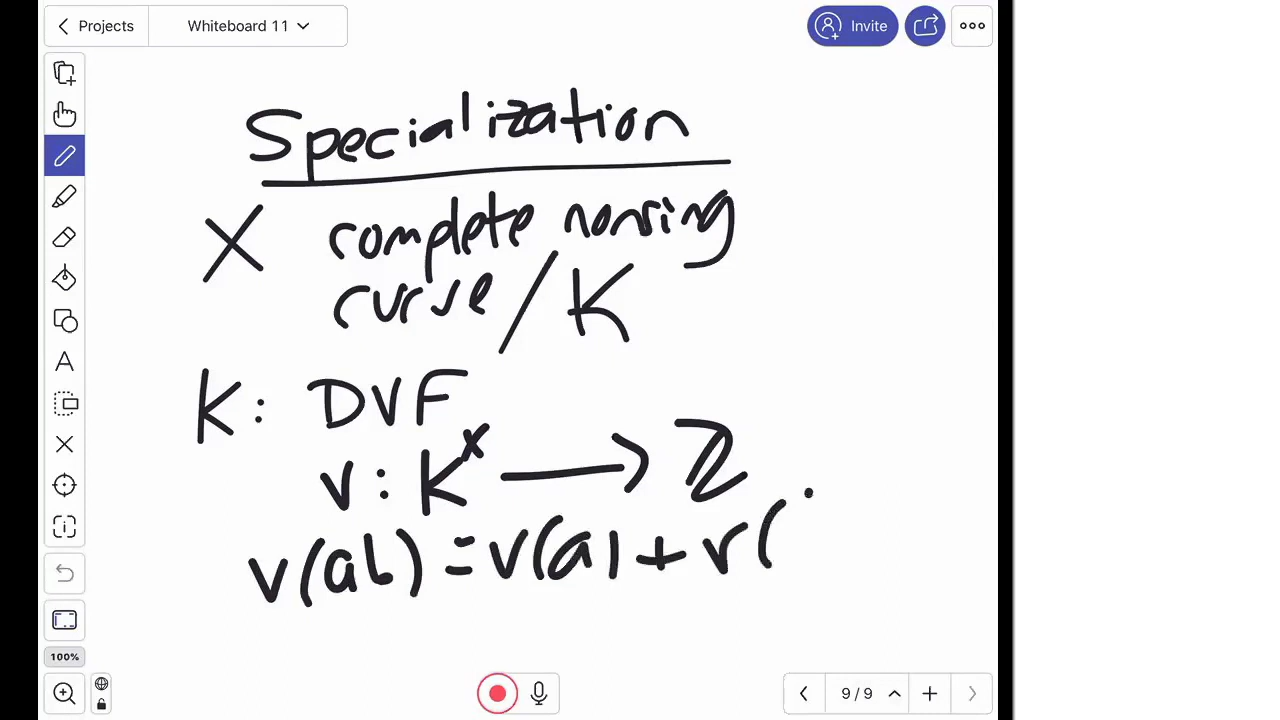 Projects
Whiteboard 11
Invite
Specialization
X complete nonsing
curve / K
K: DVF
v: K^x → ℤ
v(ab) = v(a) + v(
A
100%
9 / 9